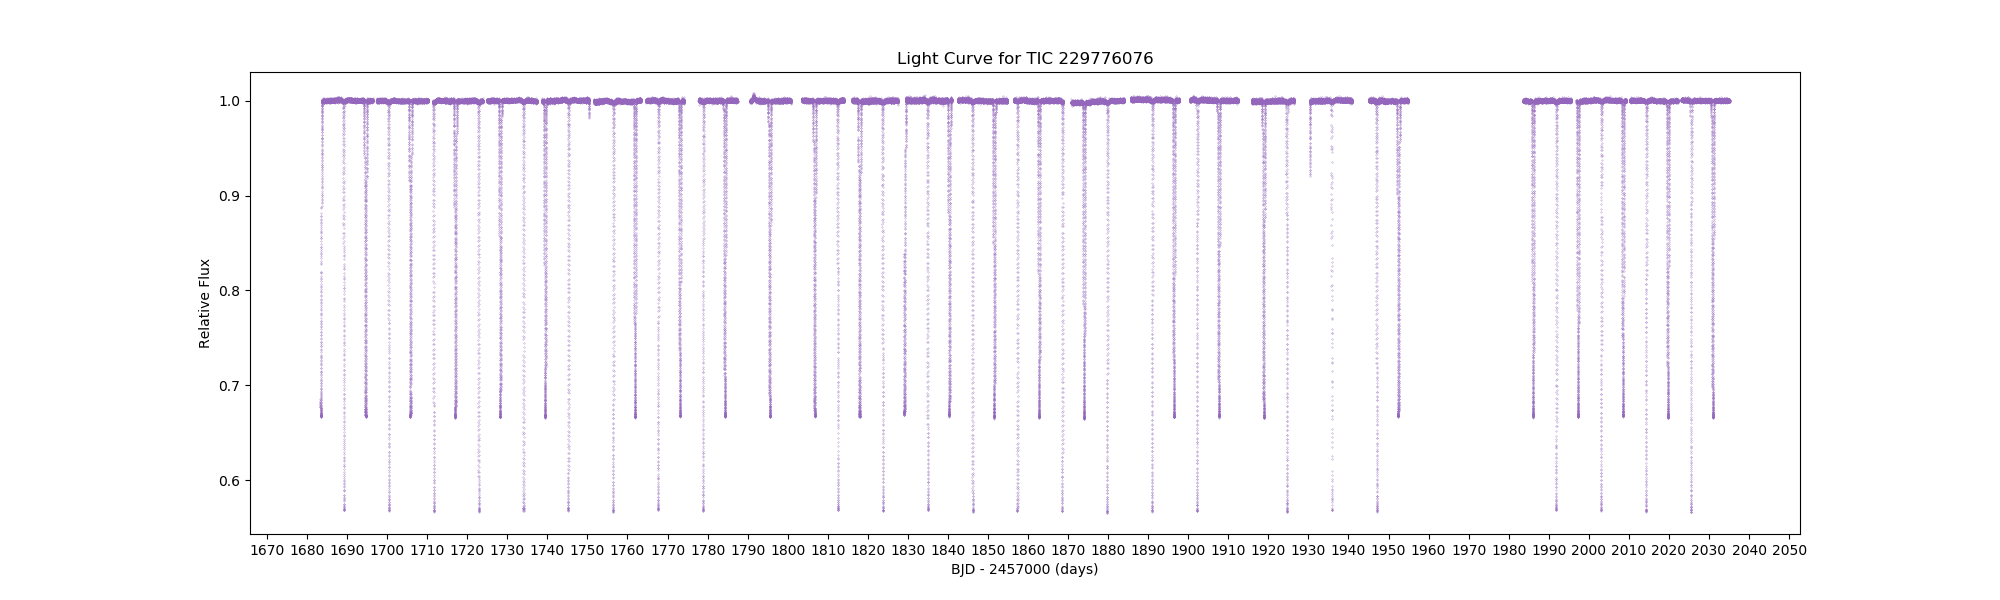 Light Curve for TIC 229776076
Relative Flux
1.0
0.9
0.8
0.7
0.6
1670 1680 1690 1700 1710 1720 1730 1740 1750 1760 1770 1780 1790 1800 1810 1820 1830 1840 1850 1860 1870 1880 1890 1900 1910 1920 1930 1940 1950 1960 1970 1980 1990 2000 2010 2020 2030 2040 2050
BJD - 2457000 (days)